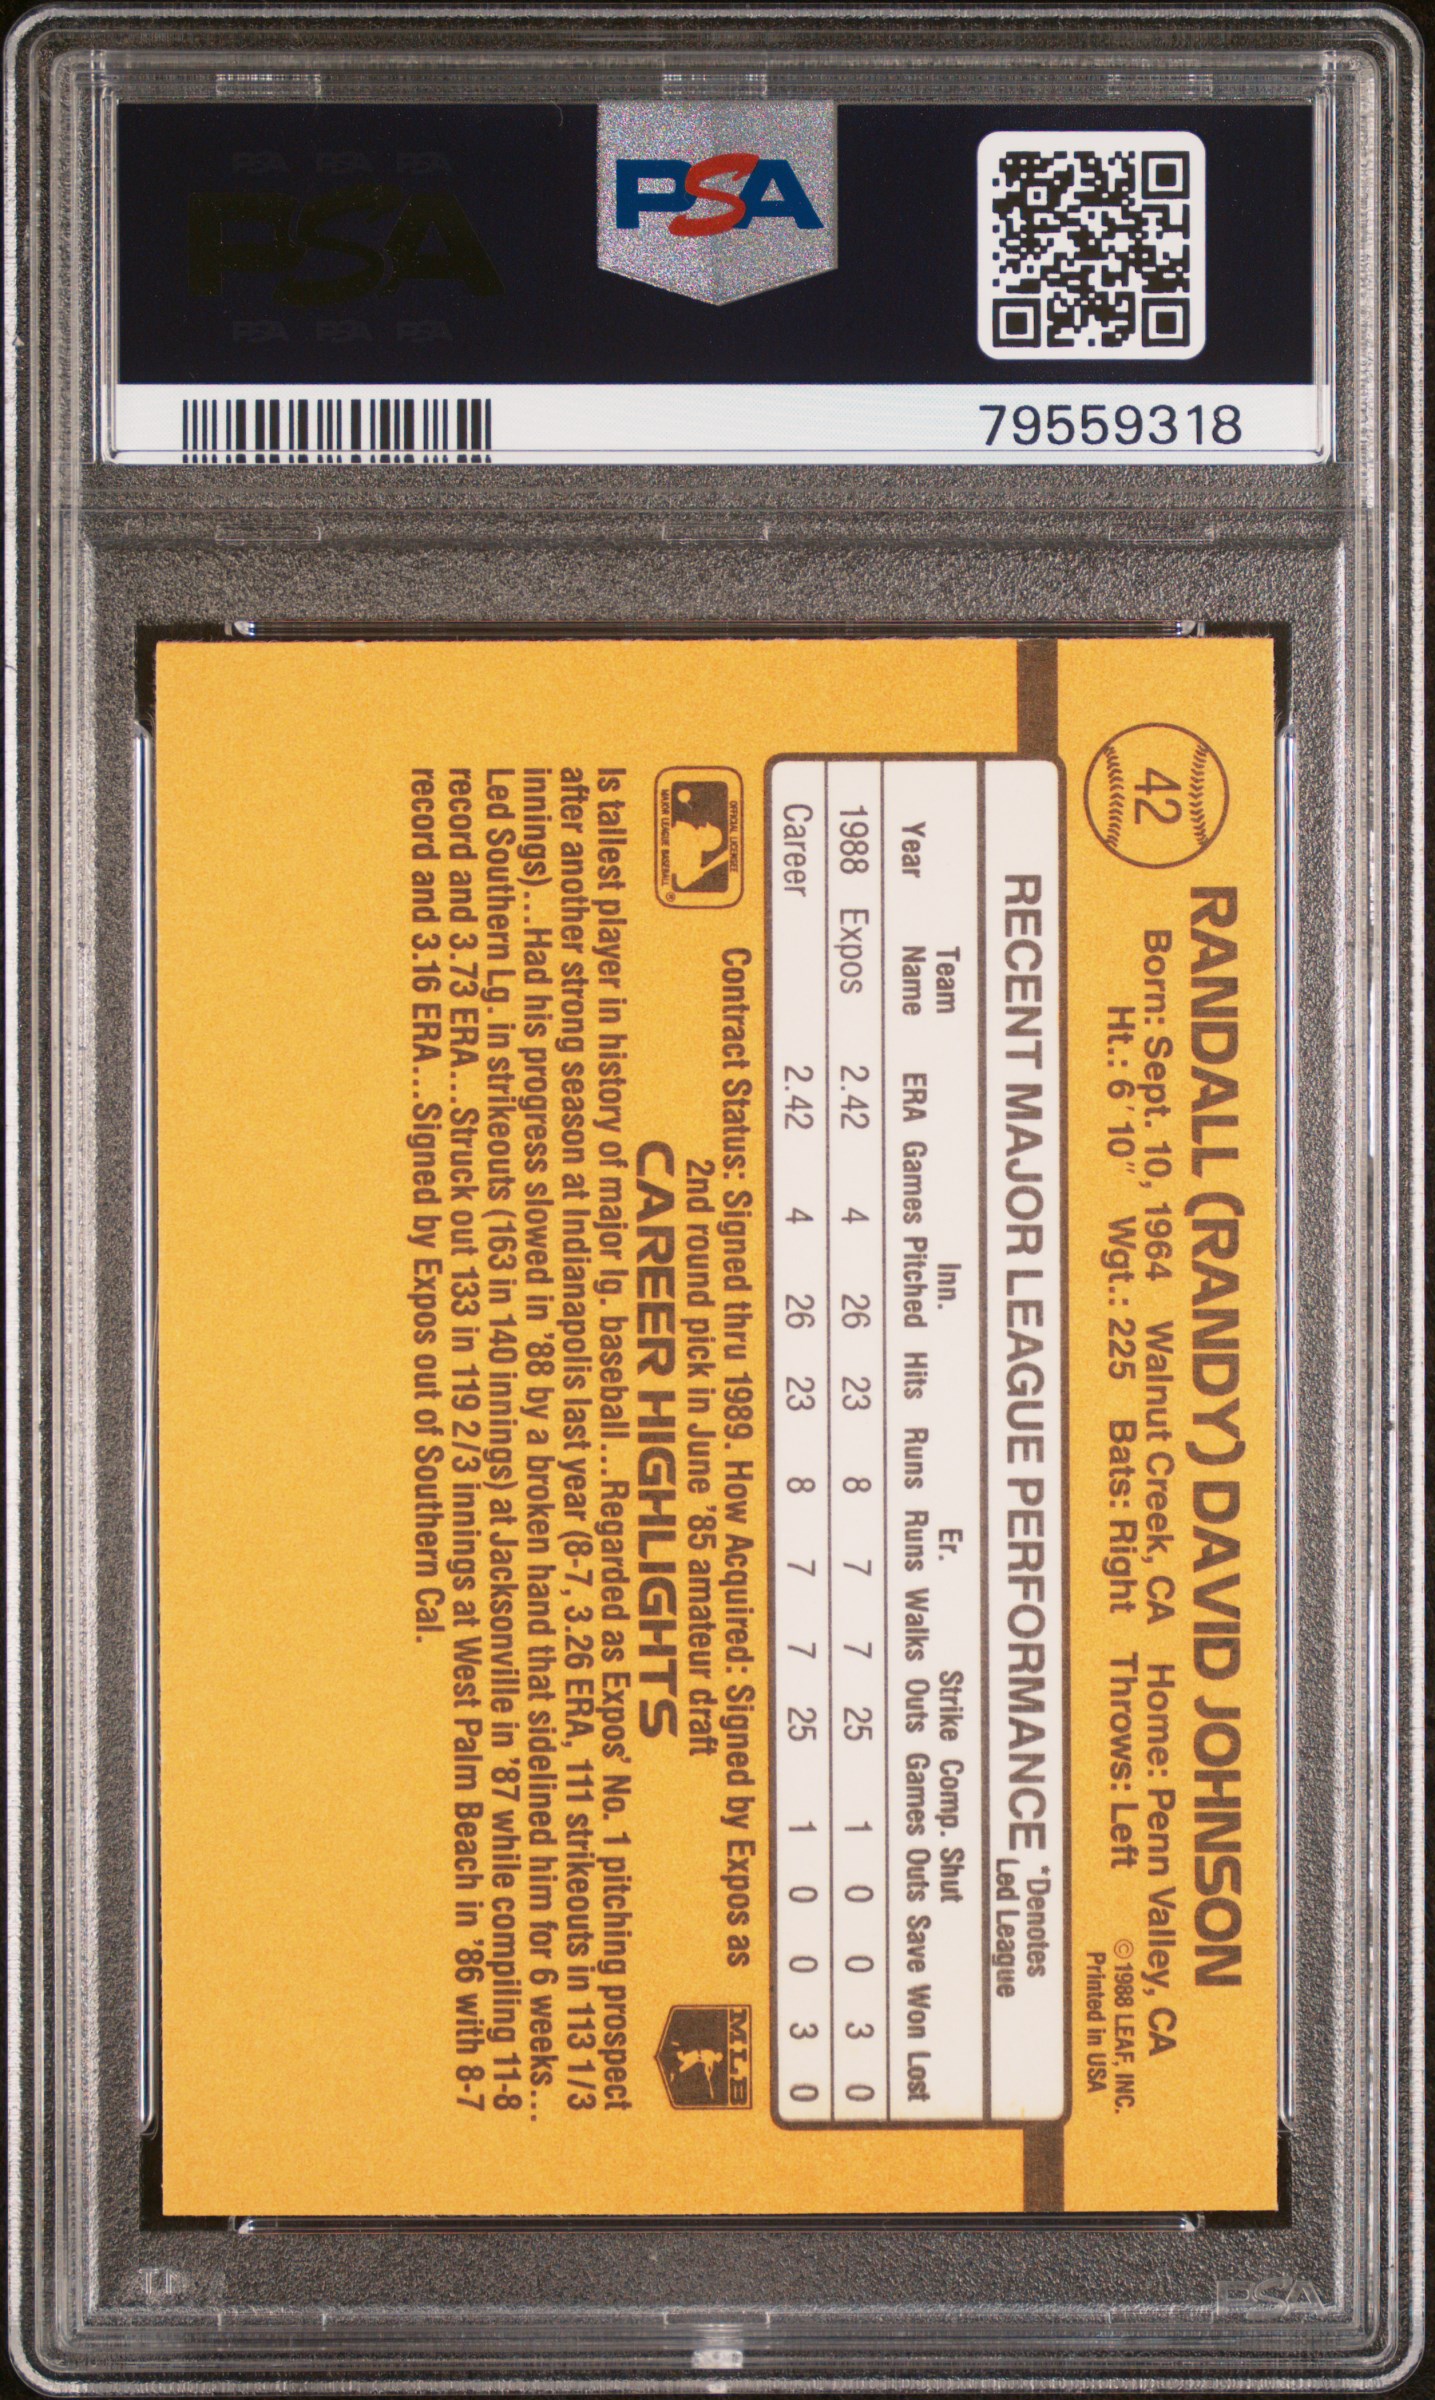 PSA PSA PSA
PSA
PSA PSA PSA
PSA
79559318
42
RANDALL (RANDY) DAVID JOHNSON
Born: Sept. 10, 1964 Walnut Creek, CA Home: Penn Valley, CA
Ht.: 6'10" Wgt.: 225 Bats: Right Throws: Left
©1988 LEAF, INC.
Printed in USA
RECENT MAJOR LEAGUE PERFORMANCE *Denotes
Led League
Team Inn. Er. Strike Comp. Shut
Year Name ERA Games Pitched Hits Runs Runs Walks Outs Games Outs Save Won Lost
1988 Expos 2.42 4 26 23 8 7 7 25 1 0 0 3 0
Career 2.42 4 26 23 8 7 7 25 1 0 0 3 0
OFFICIAL LICENSEE
MAJOR LEAGUE BASEBALL ®
Contract Status: Signed thru 1989. How Acquired: Signed by Expos as
2nd round pick in June '85 amateur draft
MLB
CAREER HIGHLIGHTS
Is tallest player in history of major lg. baseball...Regarded as Expos' No. 1 pitching prospect
after another strong season at Indianapolis last year (8-7, 3.26 ERA, 111 strikeouts in 113 1/3
innings)...Had his progress slowed in '88 by a broken hand that sidelined him for 6 weeks...
Led Southern Lg. in strikeouts (163 in 140 innings) at Jacksonville in '87 while compiling 11-8
record and 3.73 ERA...Struck out 133 in 119 2/3 innings at West Palm Beach in '86 with 8-7
record and 3.16 ERA...Signed by Expos out of Southern Cal.
PSA